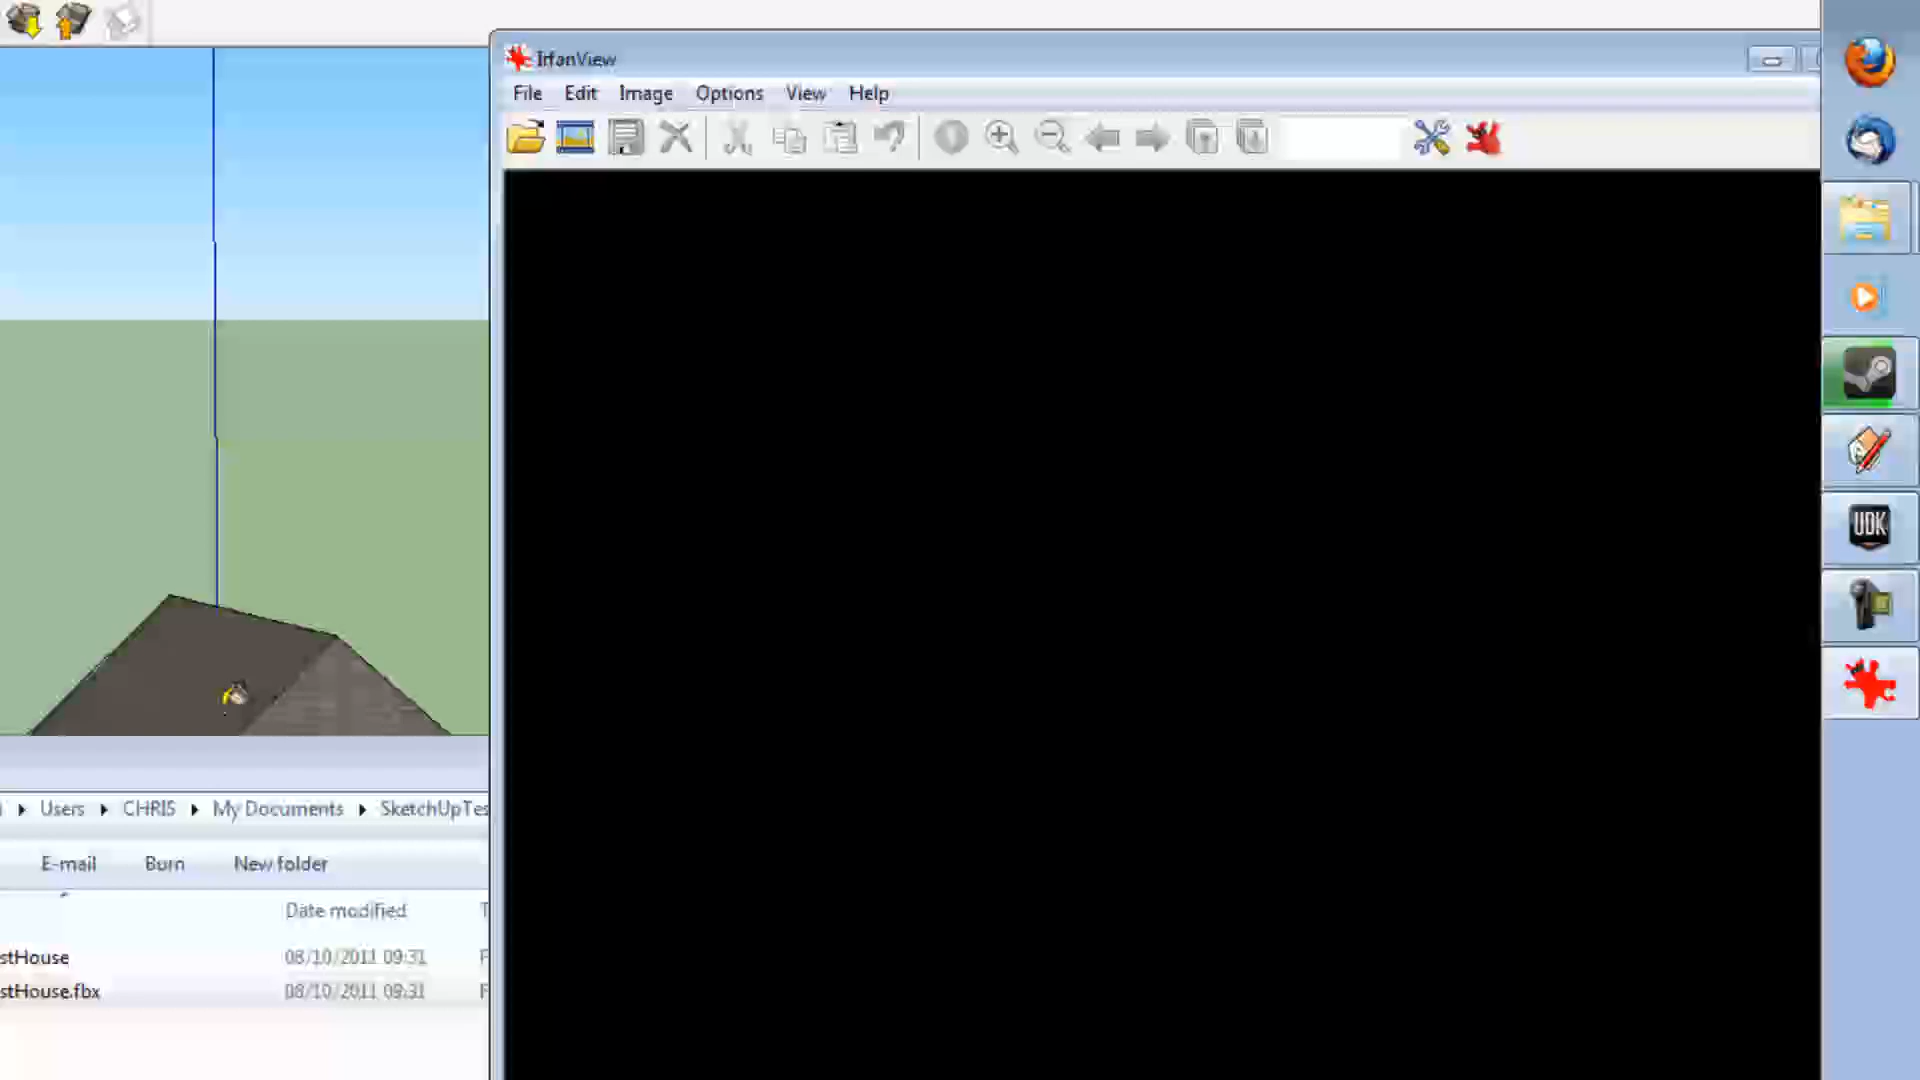 IrfanView
File Edit Image Options View Help
UDK
Users CHRIS My Documents SketchUpTes
E-mail Burn New folder
Date modified T
stHouse 08/10/2011 09:31 F
stHouse.fbx 08/10/2011 09:31 F